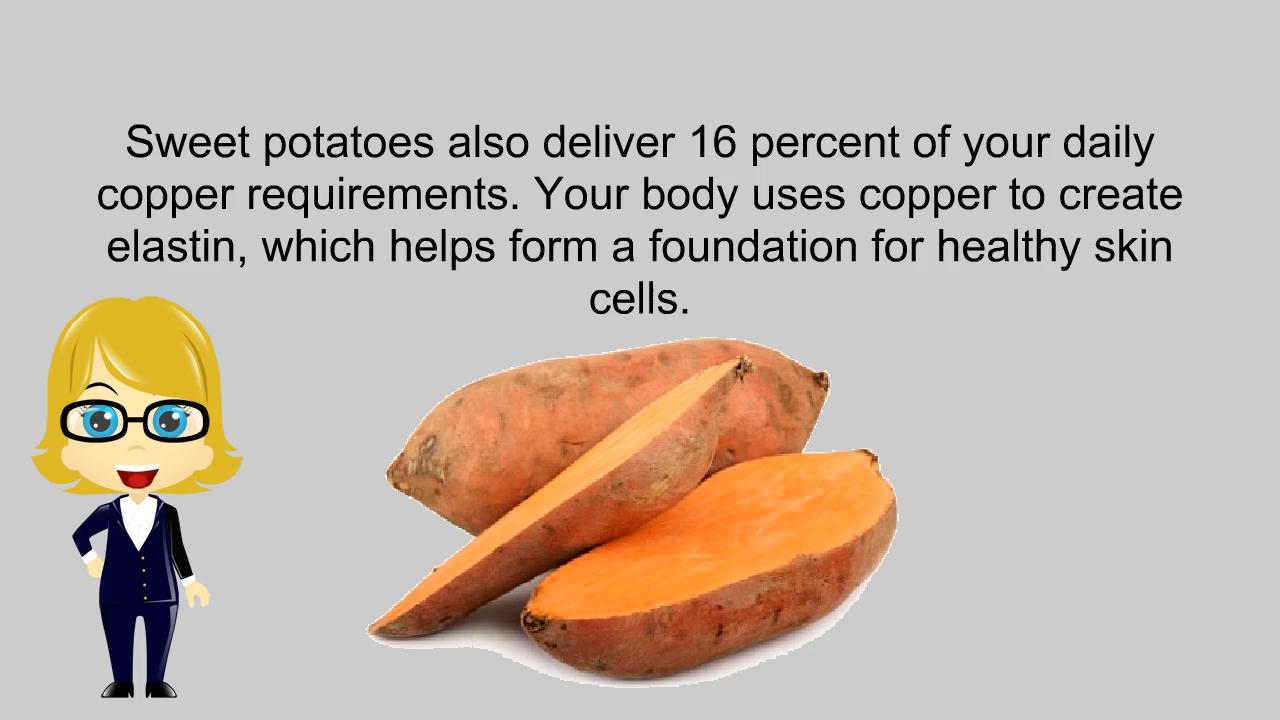 Sweet potatoes also deliver 16 percent of your daily
copper requirements. Your body uses copper to create
elastin, which helps form a foundation for healthy skin
cells.